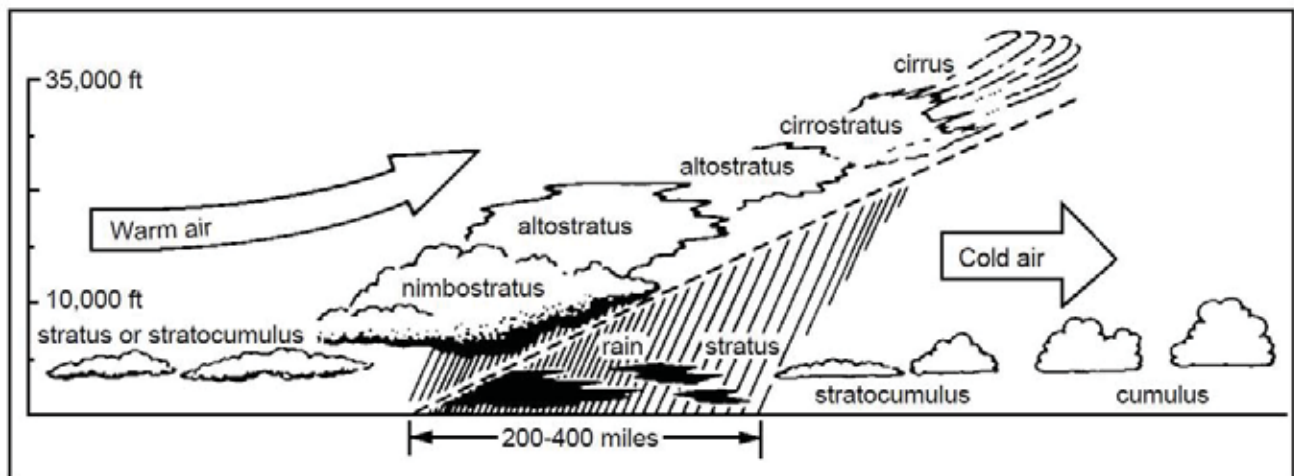 cirrus
35,000 ft
cirrostratus
altostratus
Warm air
altostratus
Cold air
nimbostratus
10,000 ft
stratus or stratocumulus
rain
stratus
stratocumulus
cumulus
200-400 miles